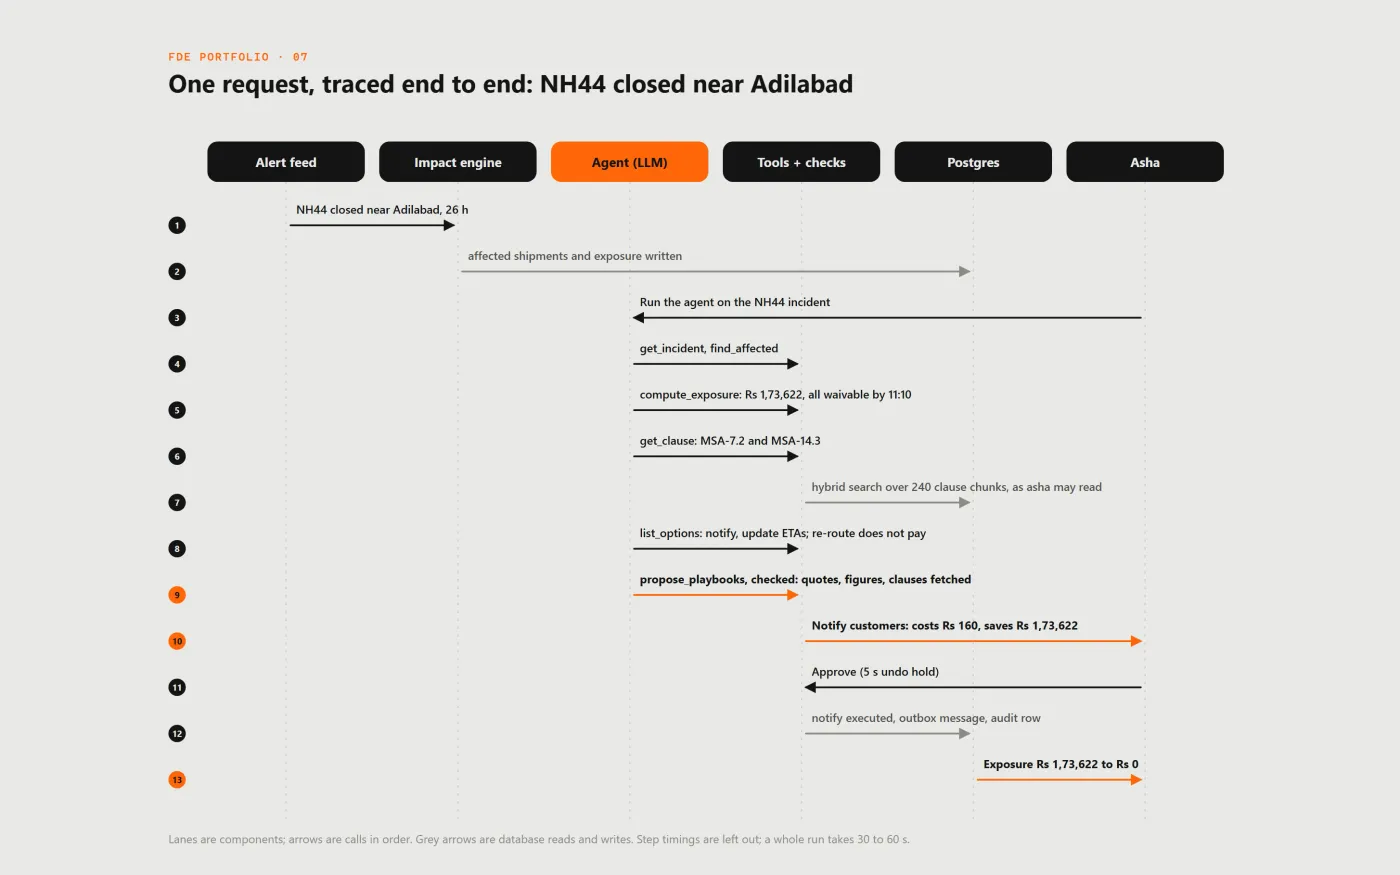 FDE PORTFOLIO · 07
One request, traced end to end: NH44 closed near Adilabad
Alert feed
Impact engine
Agent (LLM)
Tools + checks
Postgres
Asha
1
NH44 closed near Adilabad, 26 h
2
affected shipments and exposure written
3
Run the agent on the NH44 incident
4
get_incident, find_affected
5
compute_exposure: Rs 1,73,622, all waivable by 11:10
6
get_clause: MSA-7.2 and MSA-14.3
7
hybrid search over 240 clause chunks, as asha may read
8
list_options: notify, update ETAs; re-route does not pay
9
propose_playbooks, checked: quotes, figures, clauses fetched
10
Notify customers: costs Rs 160, saves Rs 1,73,622
11
Approve (5 s undo hold)
12
notify executed, outbox message, audit row
13
Exposure Rs 1,73,622 to Rs 0
Lanes are components; arrows are calls in order. Grey arrows are database reads and writes. Step timings are left out; a whole run takes 30 to 60 s.